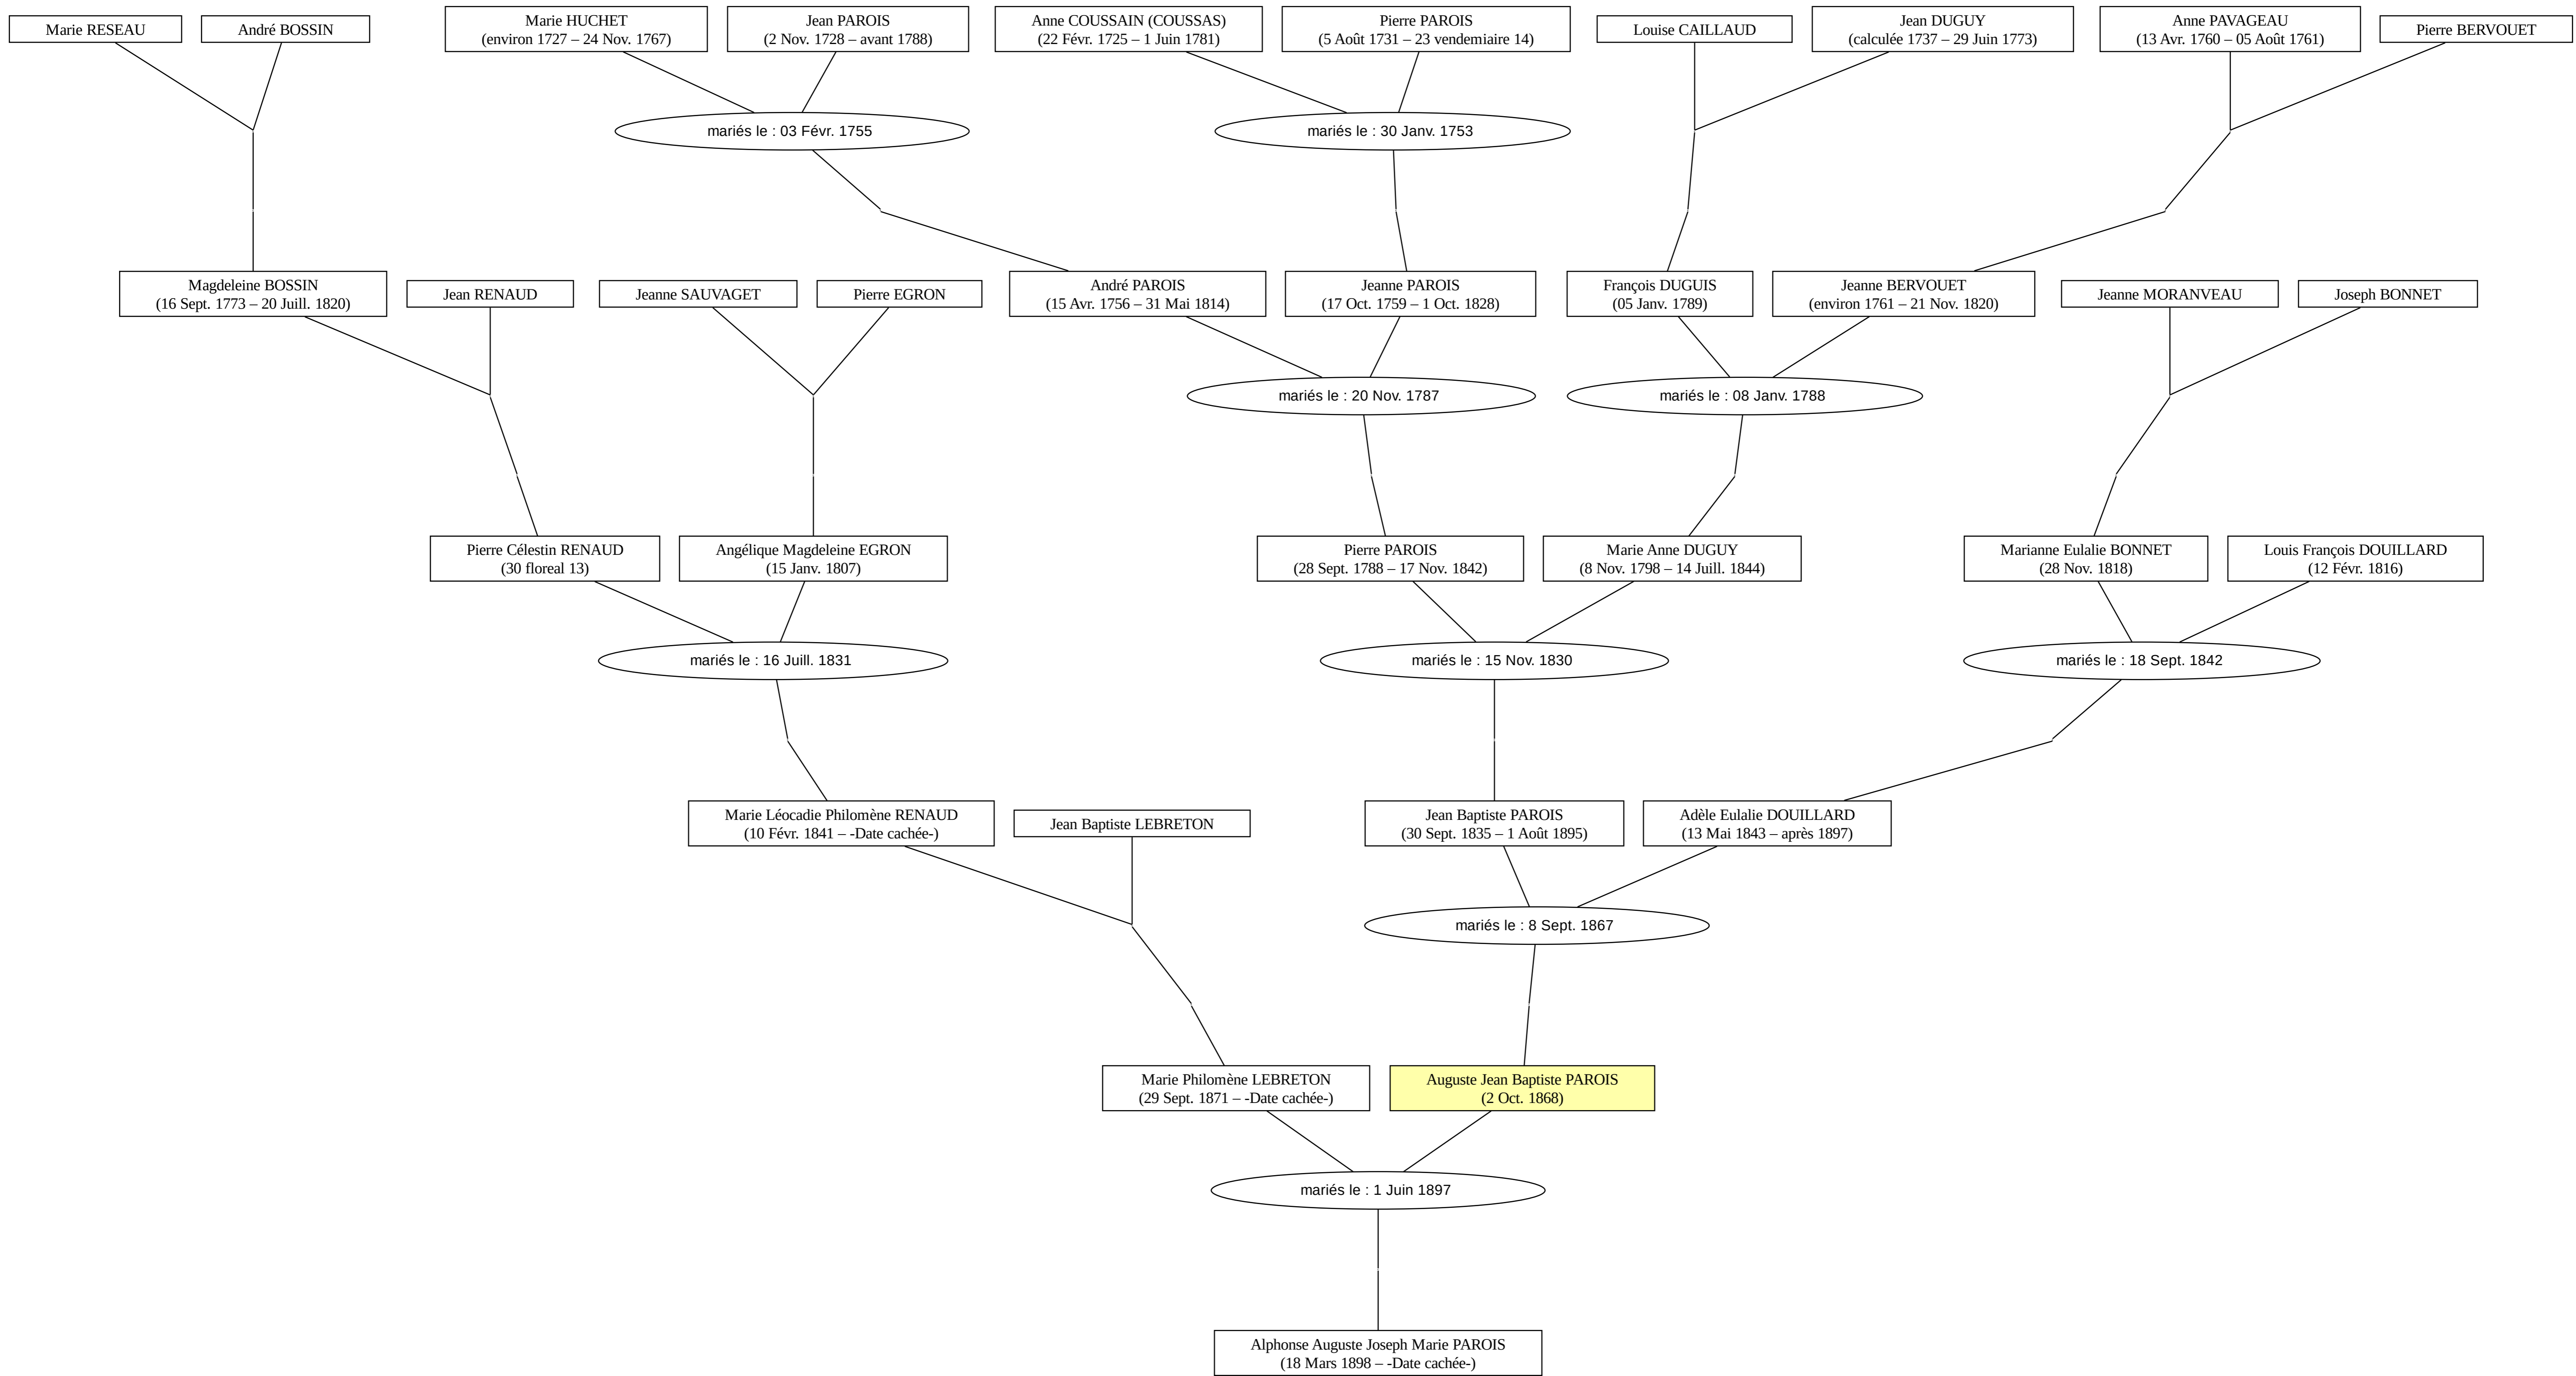 Marie RESEAU
André BOSSIN
Marie HUCHET
(environ 1727 – 24 Nov. 1767)
Jean PAROIS
(2 Nov. 1728 – avant 1788)
Anne COUSSAIN (COUSSAS)
(22 Févr. 1725 – 1 Juin 1781)
Pierre PAROIS
(5 Août 1731 – 23 vendemiaire 14)
Louise CAILLAUD
Jean DUGUY
(calculée 1737 – 29 Juin 1773)
Anne PAVAGEAU
(13 Avr. 1760 – 05 Août 1761)
Pierre BERVOUET
mariés le : 03 Févr. 1755
mariés le : 30 Janv. 1753
Magdeleine BOSSIN
(16 Sept. 1773 – 20 Juill. 1820)
Jean RENAUD
Jeanne SAUVAGET
Pierre EGRON
André PAROIS
(15 Avr. 1756 – 31 Mai 1814)
Jeanne PAROIS
(17 Oct. 1759 – 1 Oct. 1828)
François DUGUIS
(05 Janv. 1789)
Jeanne BERVOUET
(environ 1761 – 21 Nov. 1820)
Jeanne MORANVEAU
Joseph BONNET
mariés le : 20 Nov. 1787
mariés le : 08 Janv. 1788
Pierre Célestin RENAUD
(30 floreal 13)
Angélique Magdeleine EGRON
(15 Janv. 1807)
Pierre PAROIS
(28 Sept. 1788 – 17 Nov. 1842)
Marie Anne DUGUY
(8 Nov. 1798 – 14 Juill. 1844)
Marianne Eulalie BONNET
(28 Nov. 1818)
Louis François DOUILLARD
(12 Févr. 1816)
mariés le : 16 Juill. 1831
mariés le : 15 Nov. 1830
mariés le : 18 Sept. 1842
Marie Léocadie Philomène RENAUD
(10 Févr. 1841 – -Date cachée-)
Jean Baptiste LEBRETON
Jean Baptiste PAROIS
(30 Sept. 1835 – 1 Août 1895)
Adèle Eulalie DOUILLARD
(13 Mai 1843 – après 1897)
mariés le : 8 Sept. 1867
Marie Philomène LEBRETON
(29 Sept. 1871 – -Date cachée-)
Auguste Jean Baptiste PAROIS
(2 Oct. 1868)
mariés le : 1 Juin 1897
Alphonse Auguste Joseph Marie PAROIS
(18 Mars 1898 – -Date cachée-)